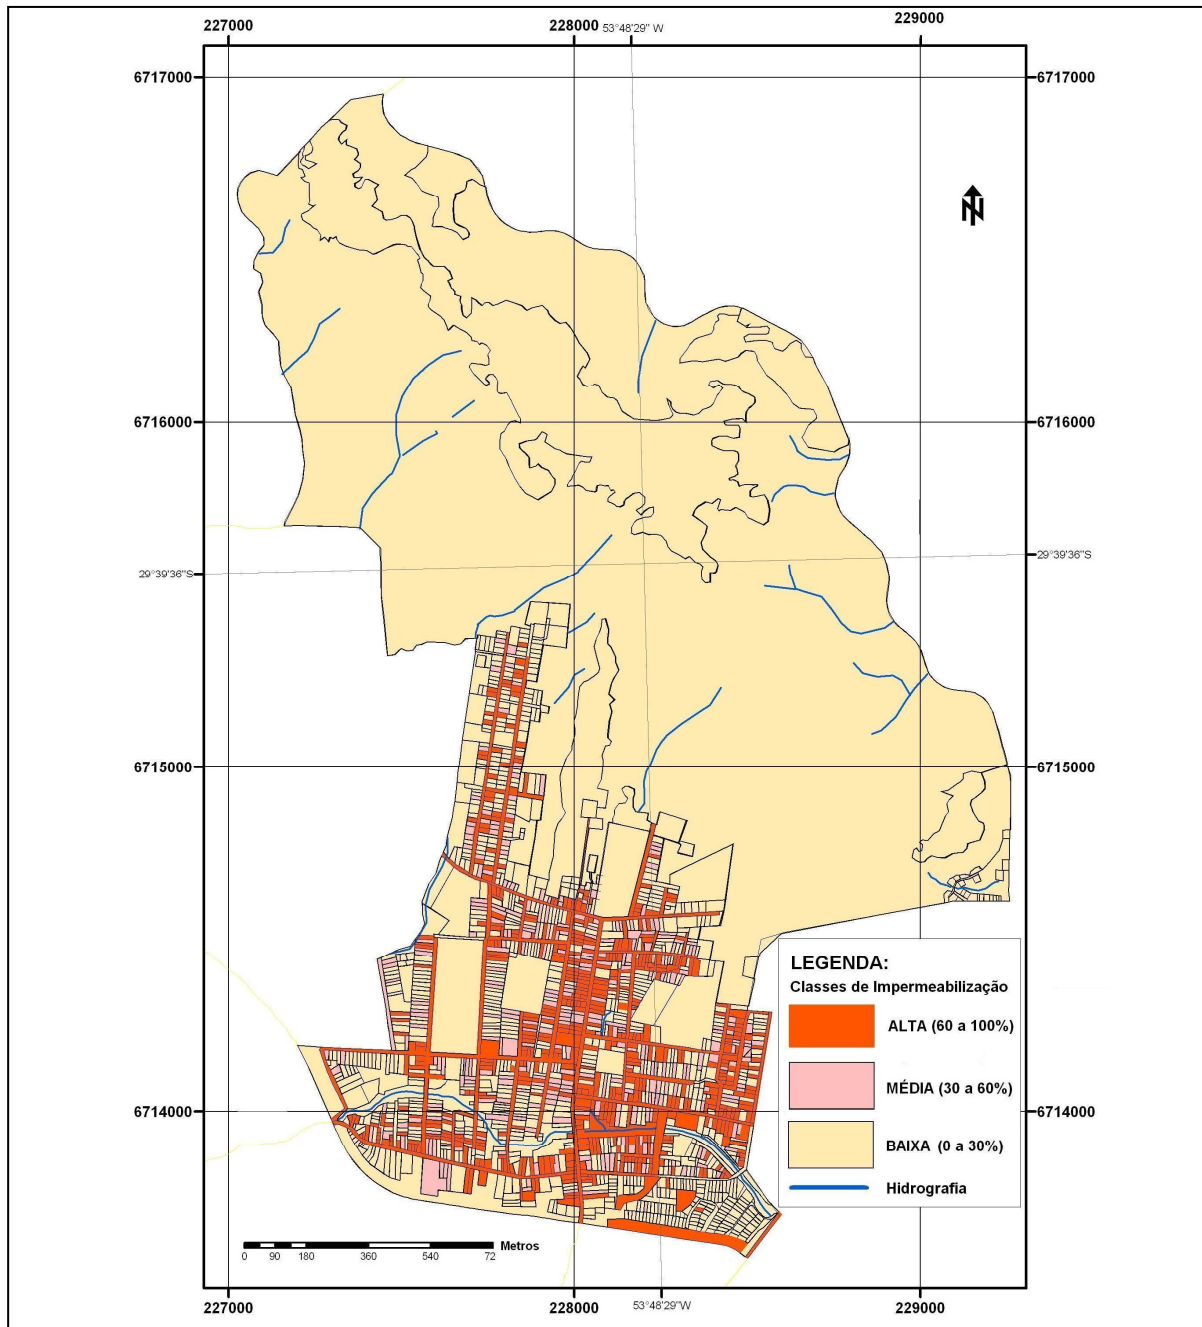 227000 228000 53°48'29" W 229000
6717000 6717000
N
6716000 6716000
29°39'36"S 29°39'36"S
6715000 6715000
LEGENDA:
Classes de Impermeabilização
ALTA (60 a 100%)
MÉDIA (30 a 60%)
BAIXA (0 a 30%)
Hidrografia
6714000 6714000
Metros
0 90 180 360 540 72
227000 228000 53°48'29"W 229000